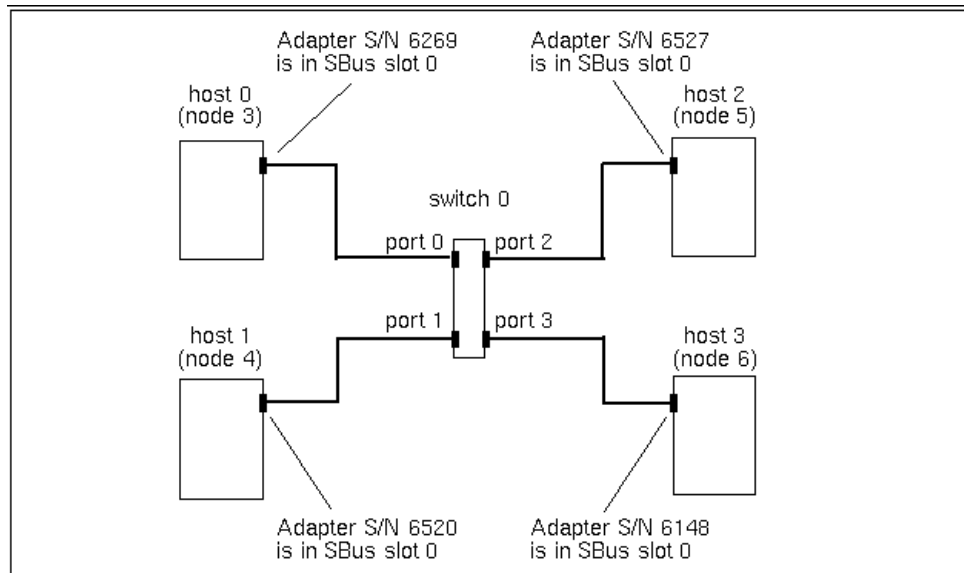 Adapter S/N 6269
is in SBus slot 0
Adapter S/N 6527
is in SBus slot 0
host 0
(node 3)
host 2
(node 5)
switch 0
port 0
port 2
port 1
port 3
host 1
(node 4)
host 3
(node 6)
Adapter S/N 6520
is in SBus slot 0
Adapter S/N 6148
is in SBus slot 0